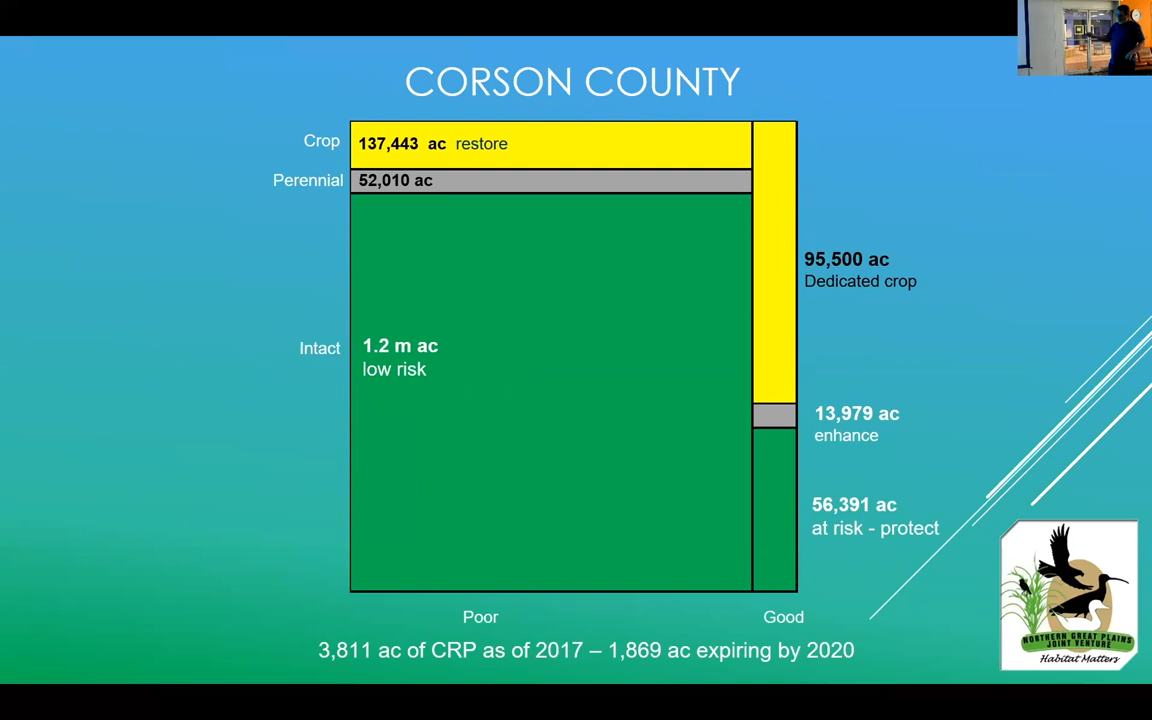 CORSON COUNTY
Crop
137,443 ac restore
Perennial
52,010 ac
95,500 ac
Dedicated crop
Intact
1.2 m ac
low risk
13,979 ac
enhance
56,391 ac
at risk - protect
Poor
Good
3,811 ac of CRP as of 2017 – 1,869 ac expiring by 2020
NORTHERN GREAT PLAINS
JOINT VENTURE
Habitat Matters